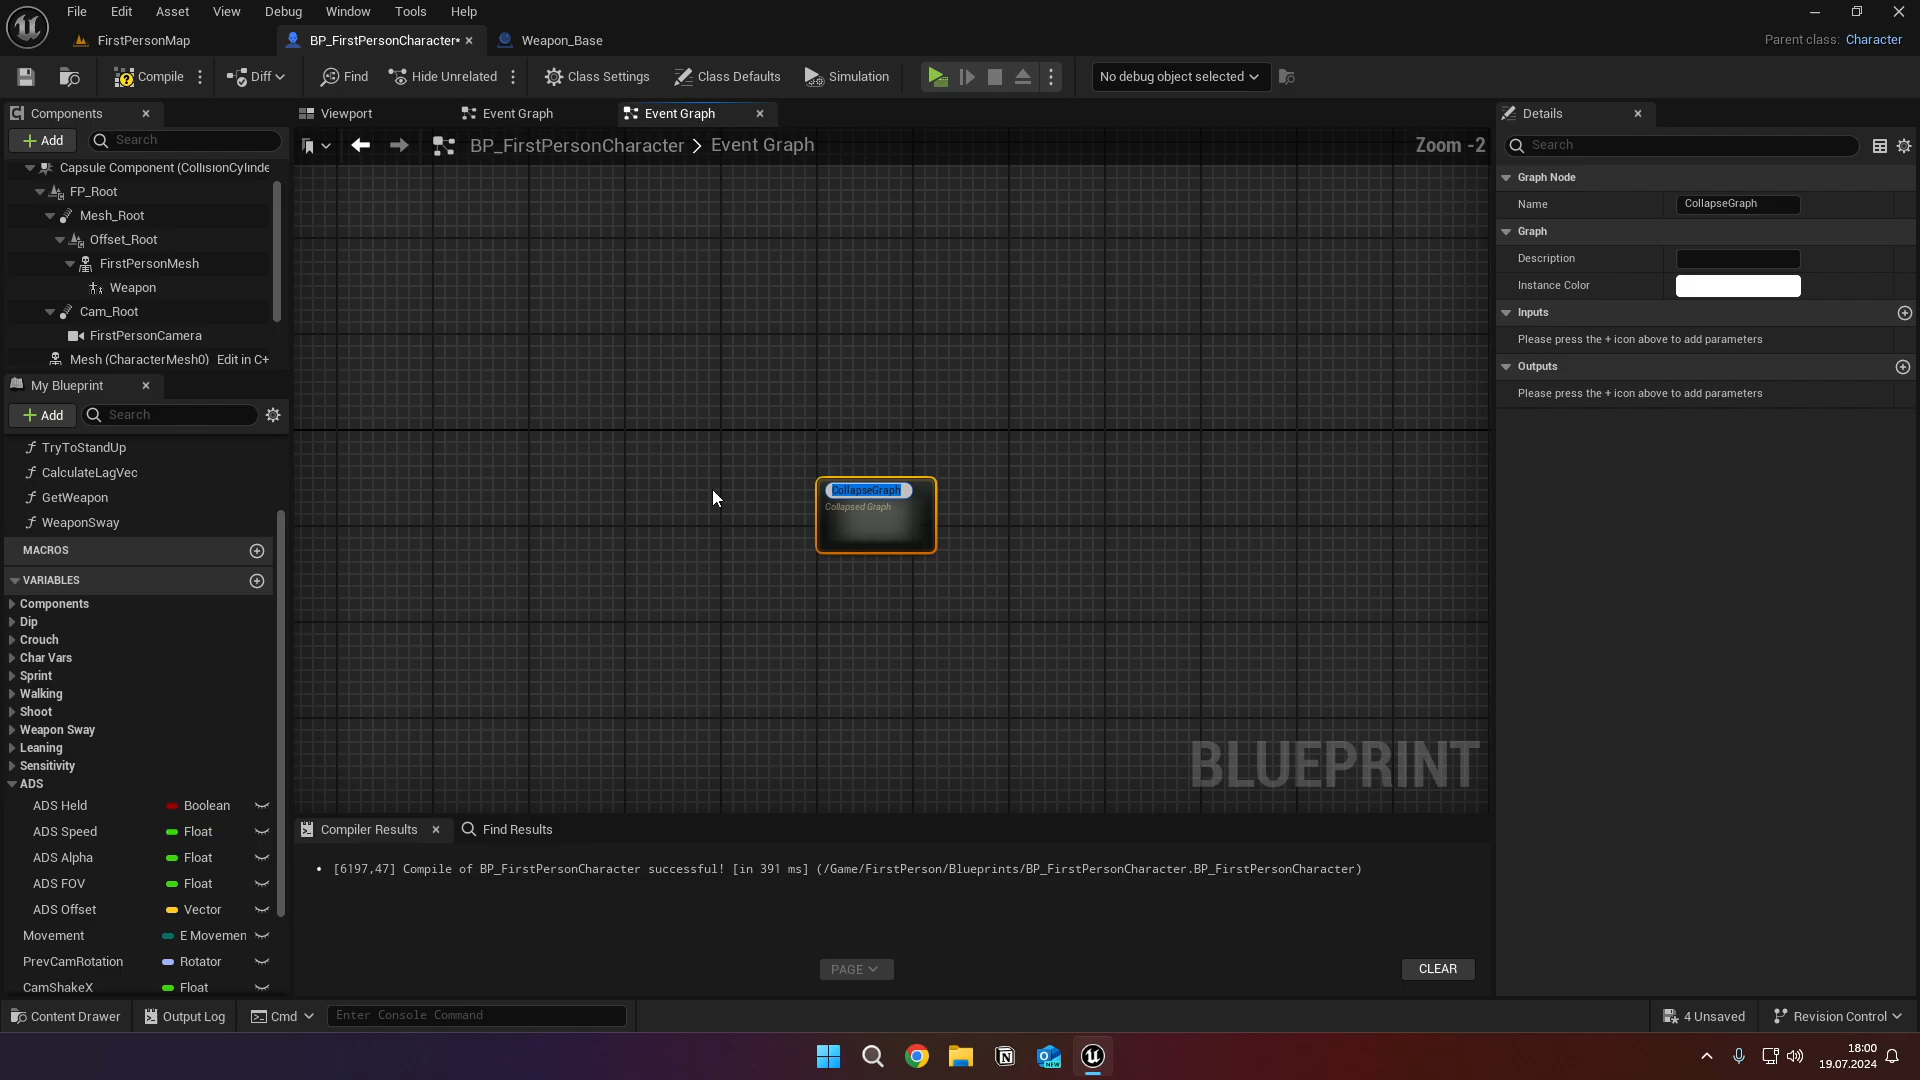 File Edit Asset View Debug Window Tools Help
FirstPersonMap BP_FirstPersonCharacter* Weapon_Base
Parent class: Character
Compile Diff Find Hide Unrelated Class Settings Class Defaults Simulation No debug object selected
Components
Add Search
Capsule Component (CollisionCylinde
FP_Root
Mesh_Root
Offset_Root
FirstPersonMesh
Weapon
Cam_Root
FirstPersonCamera
Mesh (CharacterMesh0) Edit in C+
My Blueprint
Add Search
TryToStandUp
CalculateLagVec
GetWeapon
WeaponSway
MACROS
VARIABLES
Components
Dip
Crouch
Char Vars
Sprint
Walking
Shoot
Weapon Sway
Leaning
Sensitivity
ADS
ADS Held Boolean
ADS Speed Float
ADS Alpha Float
ADS FOV Float
ADS Offset Vector
Movement E Movemen
PrevCamRotation Rotator
CamShakeX Float
Viewport Event Graph Event Graph
BP_FirstPersonCharacter > Event Graph
Zoom -2
CollapseGraph
Collapsed Graph
BLUEPRINT
Compiler Results Find Results
• [6197,47] Compile of BP_FirstPersonCharacter successful! [in 391 ms] (/Game/FirstPerson/Blueprints/BP_FirstPersonCharacter.BP_FirstPersonCharacter)
PAGE CLEAR
Details
Search
Graph Node
Name CollapseGraph
Graph
Description
Instance Color
Inputs
Please press the + icon above to add parameters
Outputs
Please press the + icon above to add parameters
Content Drawer Output Log Cmd Enter Console Command 4 Unsaved Revision Control
18:00
19.07.2024